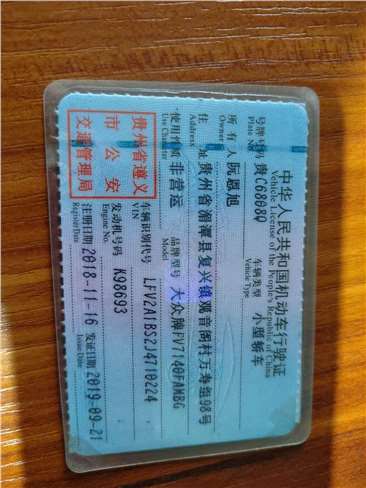 中华人民共和国机动车行驶证
Vehicle License of the People's Republic of China
号牌号码 贵C6888Q 车辆类型 小型轿车
Plate No. Vehicle Type
所有人 阮恩旭
Owner
住址 贵州省湄潭县复兴镇观音阁村万寿组98号
Address
使用性质 非营运 品牌型号 大众牌FV7160FAMBG
Use Character Model
贵州省遵义
市公安
交通管理局
车辆识别代号 LFV2A1BS2J4710224
VIN
发动机号码 K98693
Engine No.
注册日期 2018-11-16 发证日期 2019-09-21
Register Date Issue Date